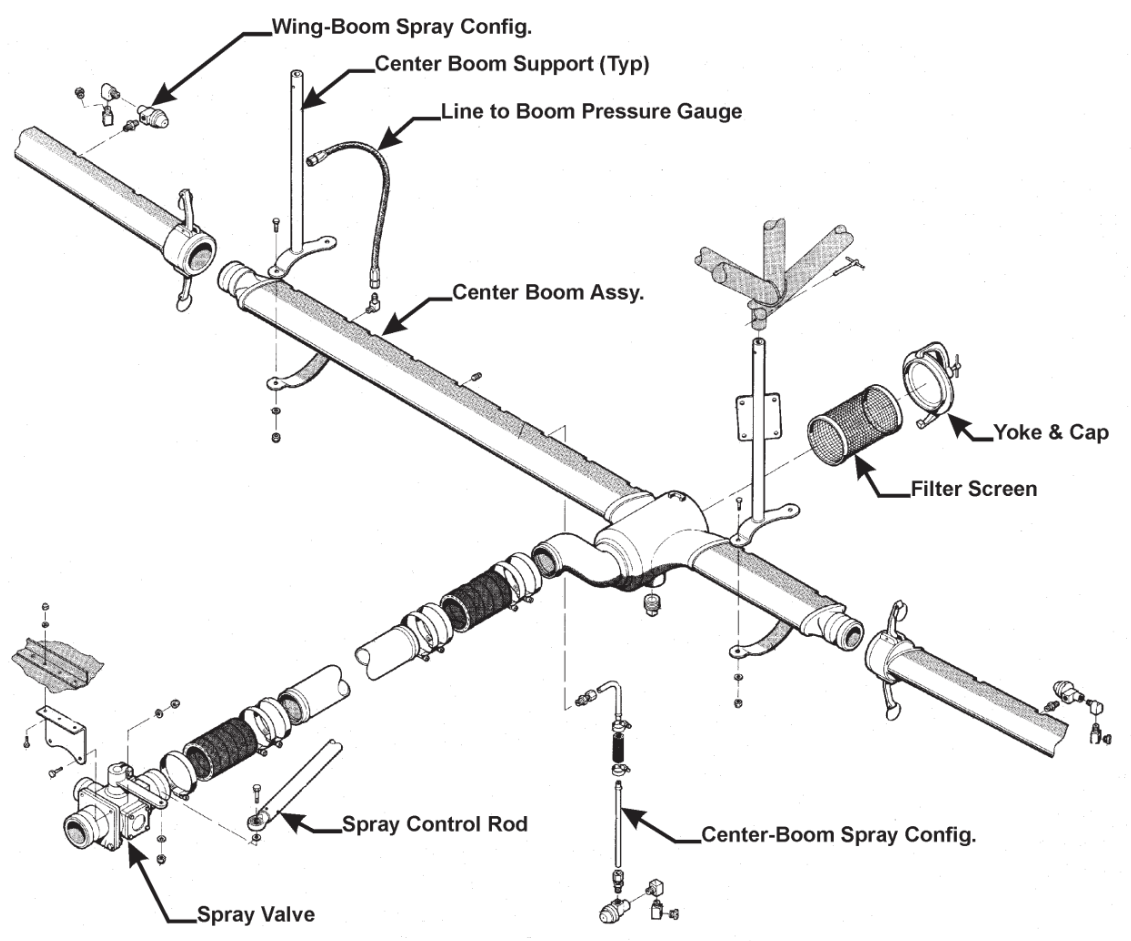 Wing-Boom Spray Config.
Center Boom Support (Typ)
Line to Boom Pressure Gauge
Center Boom Assy.
Yoke & Cap
Filter Screen
Spray Control Rod
Center-Boom Spray Config.
Spray Valve